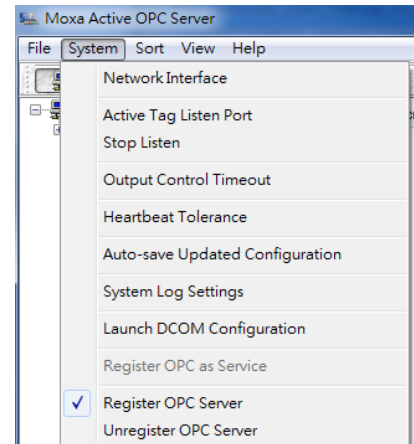 Moxa Active OPC Server
File System Sort View Help
Network Interface
Active Tag Listen Port
Stop Listen
Output Control Timeout
Heartbeat Tolerance
Auto-save Updated Configuration
System Log Settings
Launch DCOM Configuration
Register OPC as Service
Register OPC Server
Unregister OPC Server